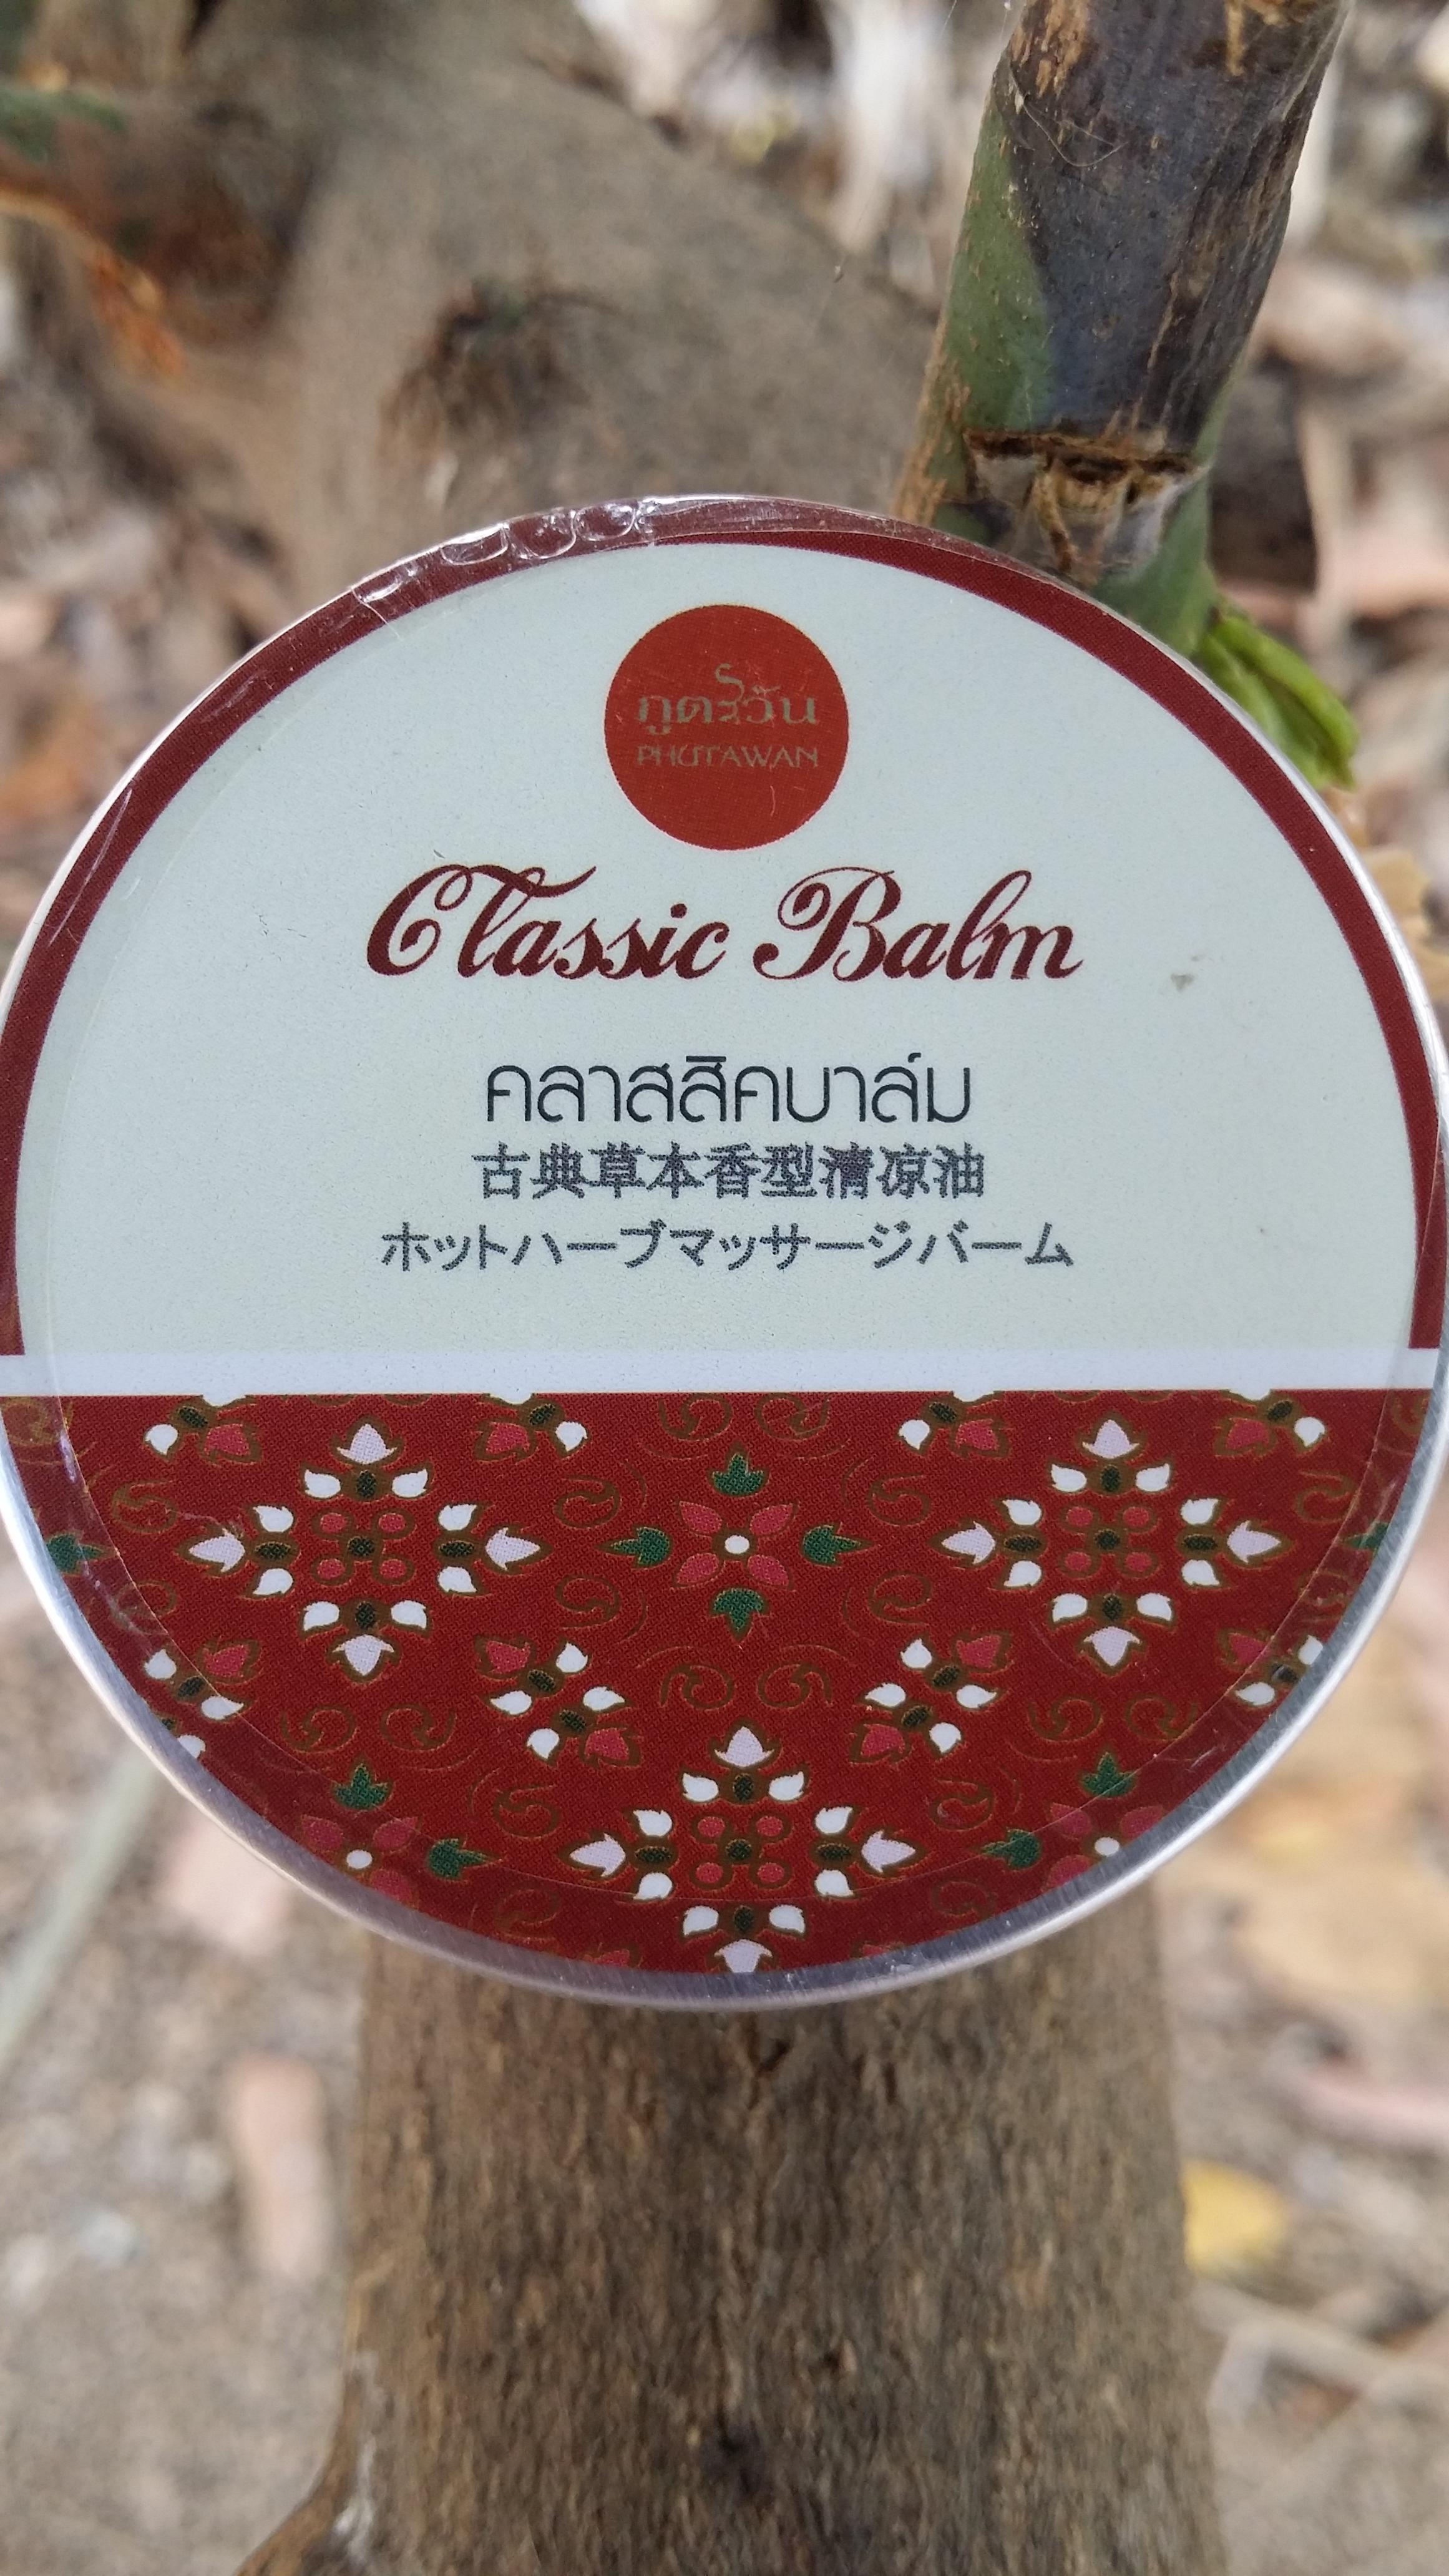 ภูตะวัน
PHUTAWAN
Classic Balm
คลาสสิคบาล์ม
古典草本香型清凉油
ホットハーブマッサージバーム